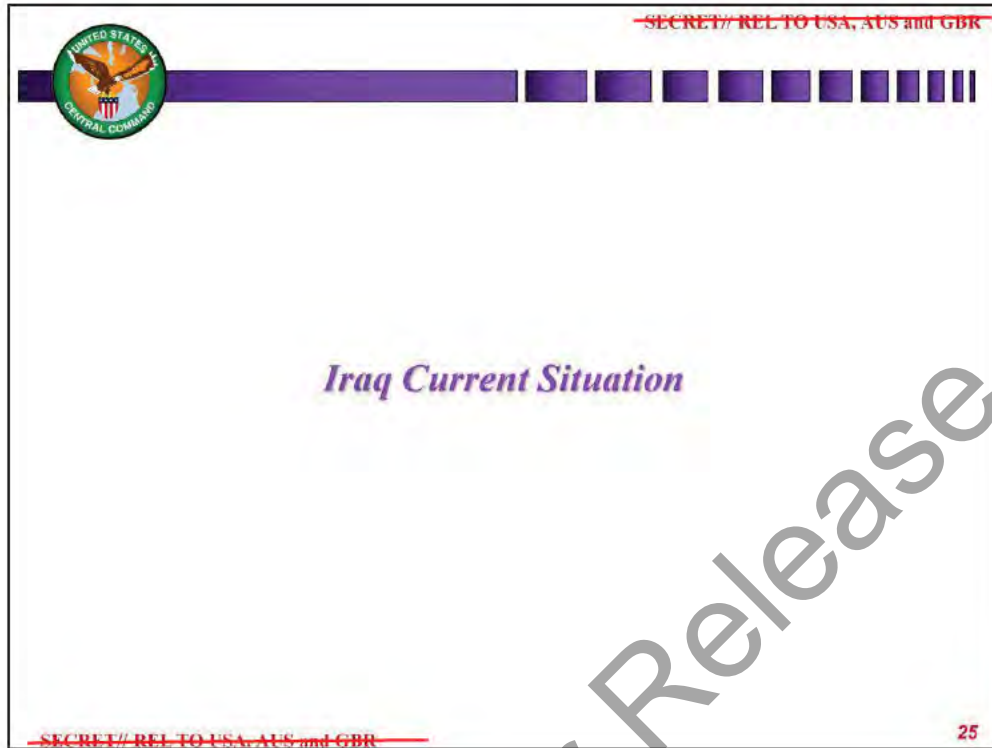 SECRET// REL TO USA, AUS and GBR
UNITED STATES
CENTRAL COMMAND
Iraq Current Situation
Release
SECRET// REL TO USA, AUS and GBR
25